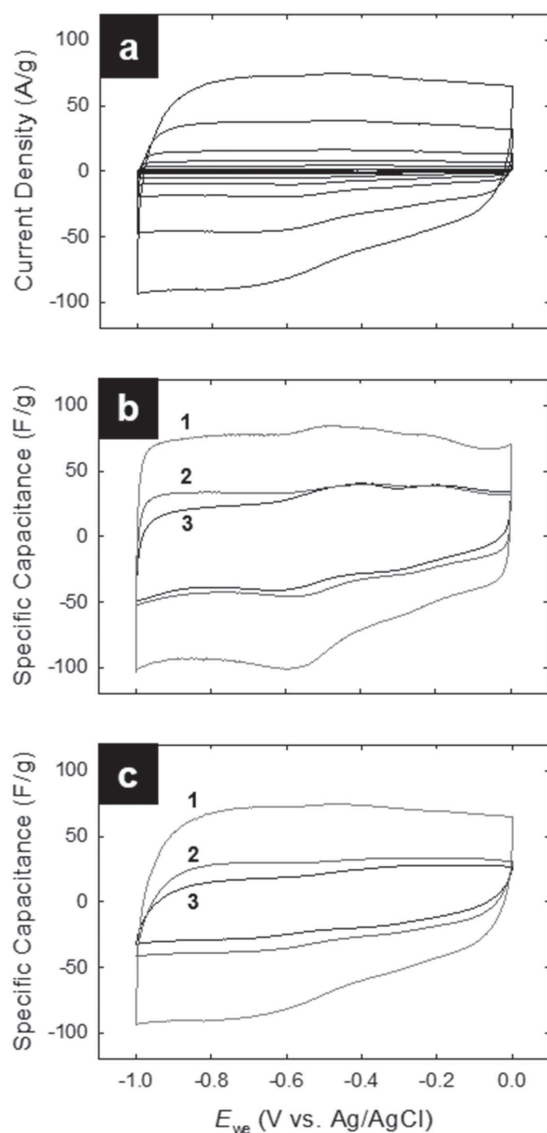 a
100
50
0
-50
-100
Current Density (A/g)
b
100
50
0
-50
-100
Specific Capacitance (F/g)
1
2
3
c
100
50
0
-50
-100
Specific Capacitance (F/g)
1
2
3
-1.0 -0.8 -0.6 -0.4 -0.2 0.0
Ewe (V vs. Ag/AgCl)